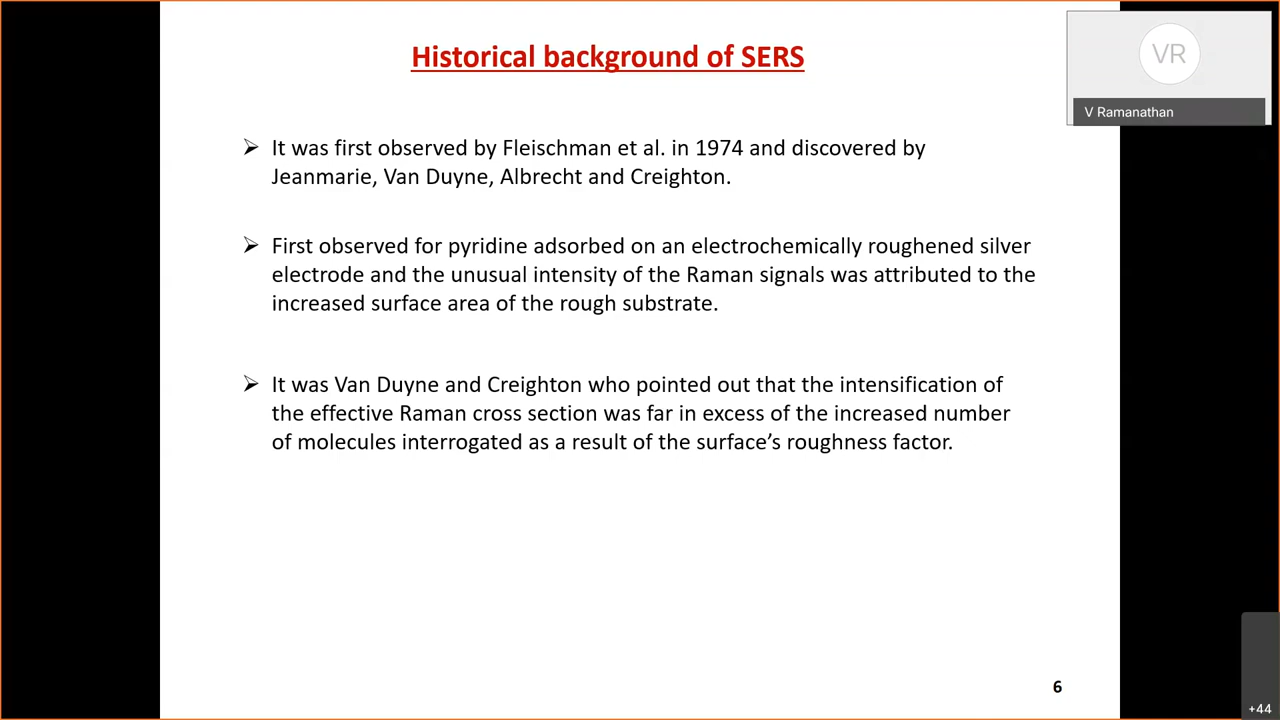 Historical background of SERS
VR
V Ramanathan
➢ It was first observed by Fleischman et al. in 1974 and discovered by
Jeanmarie, Van Duyne, Albrecht and Creighton.
➢ First observed for pyridine adsorbed on an electrochemically roughened silver
electrode and the unusual intensity of the Raman signals was attributed to the
increased surface area of the rough substrate.
➢ It was Van Duyne and Creighton who pointed out that the intensification of
the effective Raman cross section was far in excess of the increased number
of molecules interrogated as a result of the surface’s roughness factor.
6
+44